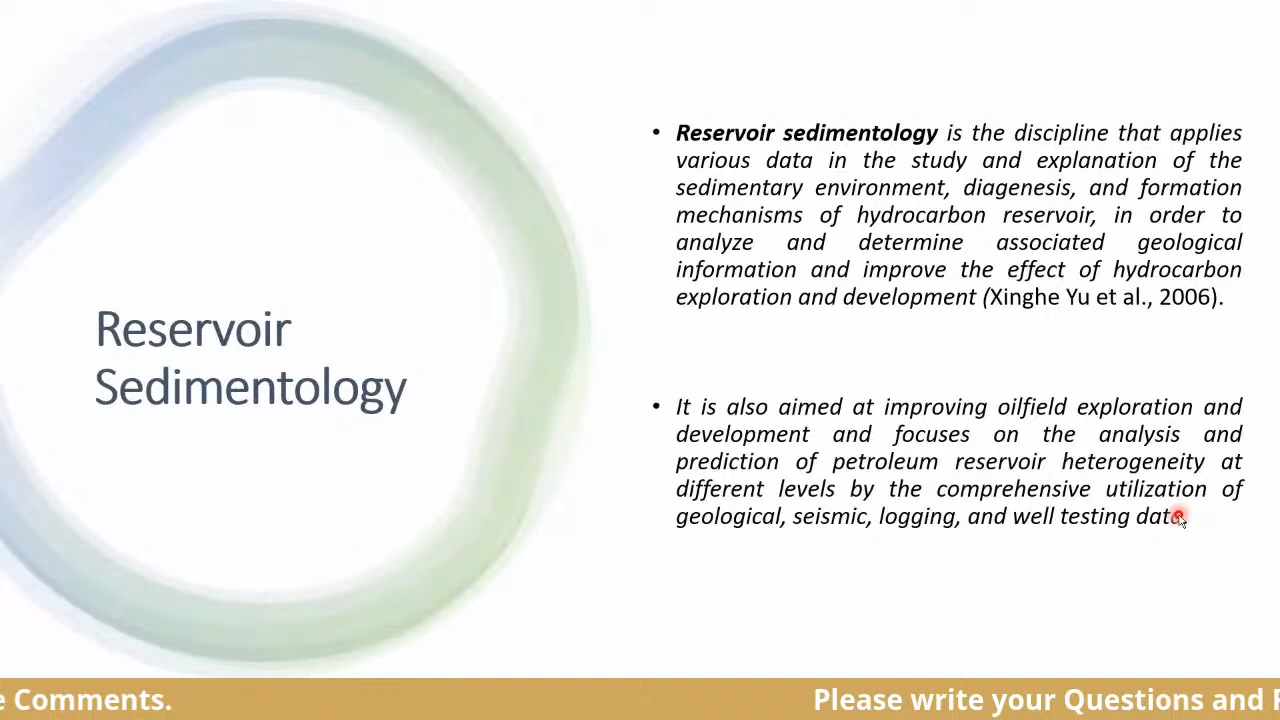 Reservoir
Sedimentology
• Reservoir sedimentology is the discipline that applies
various data in the study and explanation of the
sedimentary environment, diagenesis, and formation
mechanisms of hydrocarbon reservoir, in order to
analyze and determine associated geological
information and improve the effect of hydrocarbon
exploration and development (Xinghe Yu et al., 2006).
• It is also aimed at improving oilfield exploration and
development and focuses on the analysis and
prediction of petroleum reservoir heterogeneity at
different levels by the comprehensive utilization of
geological, seismic, logging, and well testing data
e Comments. Please write your Questions and